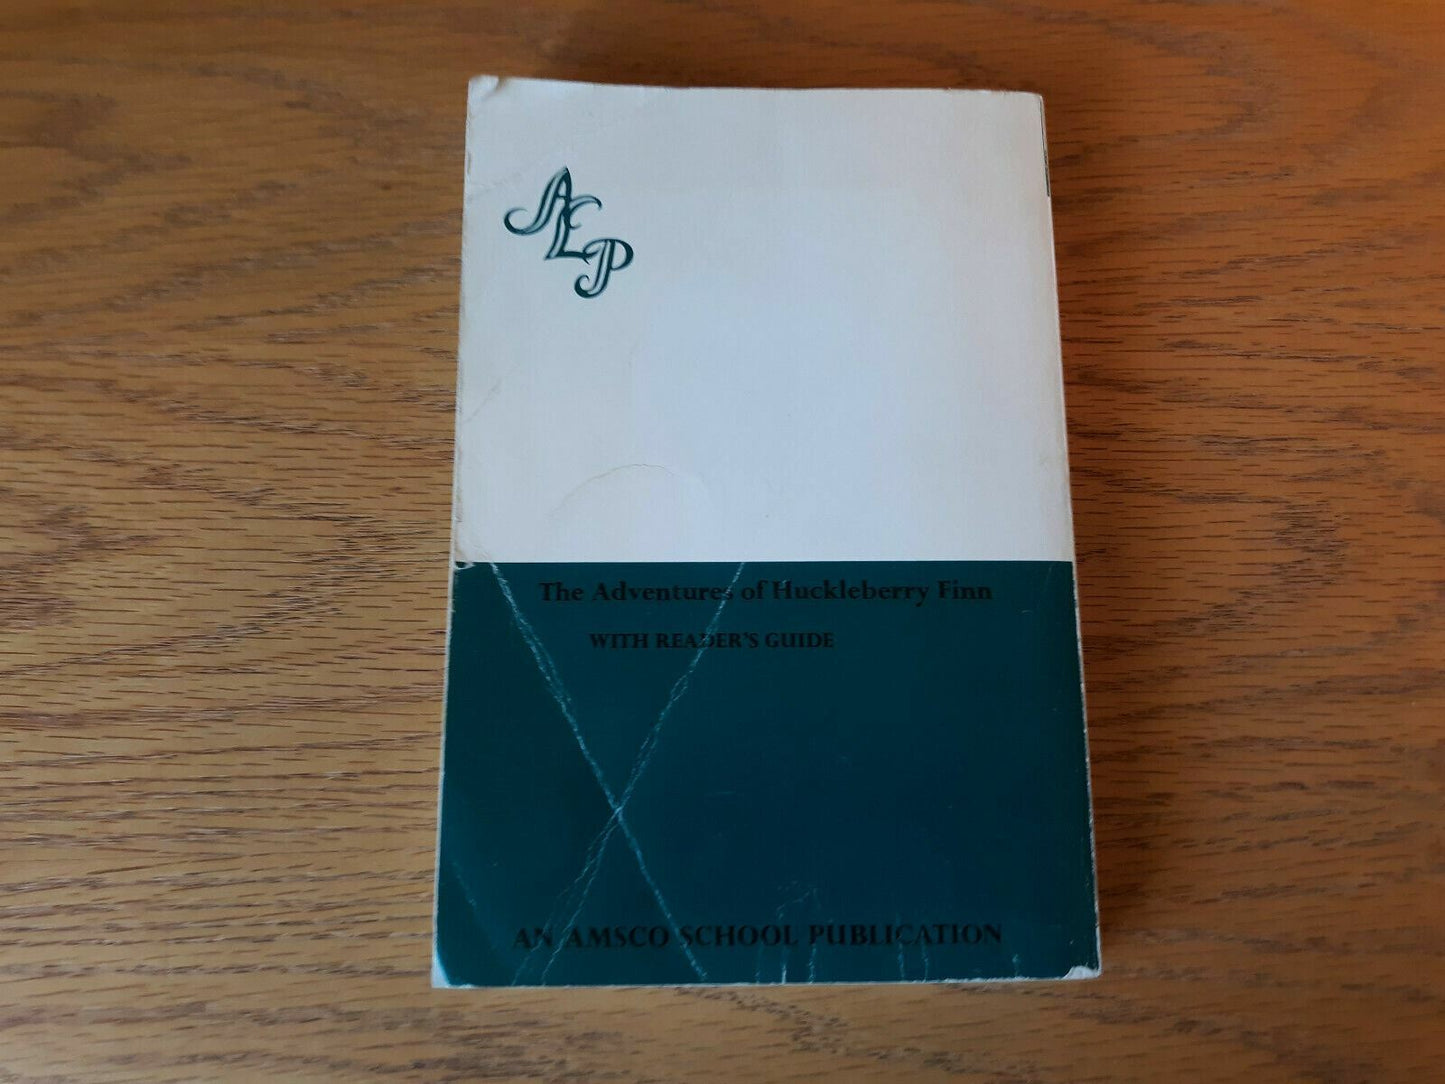 AEP
The Adventures of Huckleberry Finn
WITH READER'S GUIDE
AN AMSCO SCHOOL PUBLICATION